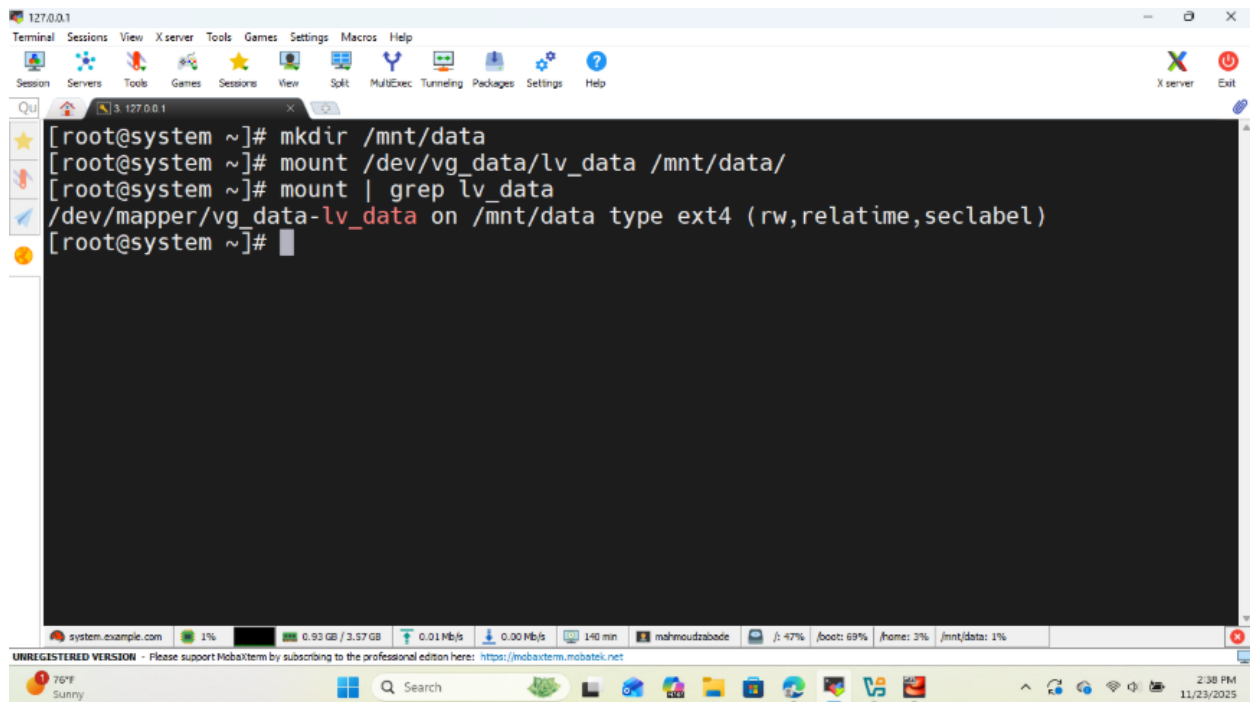 127.0.0.1
Terminal Sessions View X server Tools Games Settings Macros Help
Session Servers Tools Games Sessions View Split MultiExec Tunneling Packages Settings Help X server Exit
Qu 3. 127.0.0.1
[root@system ~]# mkdir /mnt/data
[root@system ~]# mount /dev/vg_data/lv_data /mnt/data/
[root@system ~]# mount | grep lv_data
/dev/mapper/vg_data-lv_data on /mnt/data type ext4 (rw,relatime,seclabel)
[root@system ~]#
system.example.com 1% 0.93 GB / 3.57 GB 0.01 Mb/s 0.00 Mb/s 140 min mahmoudzabade /: 47% /boot: 69% /home: 3% /mnt/data: 1%
UNREGISTERED VERSION - Please support MobaXterm by subscribing to the professional edition here: https://mobaxterm.mobatek.net
1 76°F Search 2:38 PM
Sunny 11/23/2025